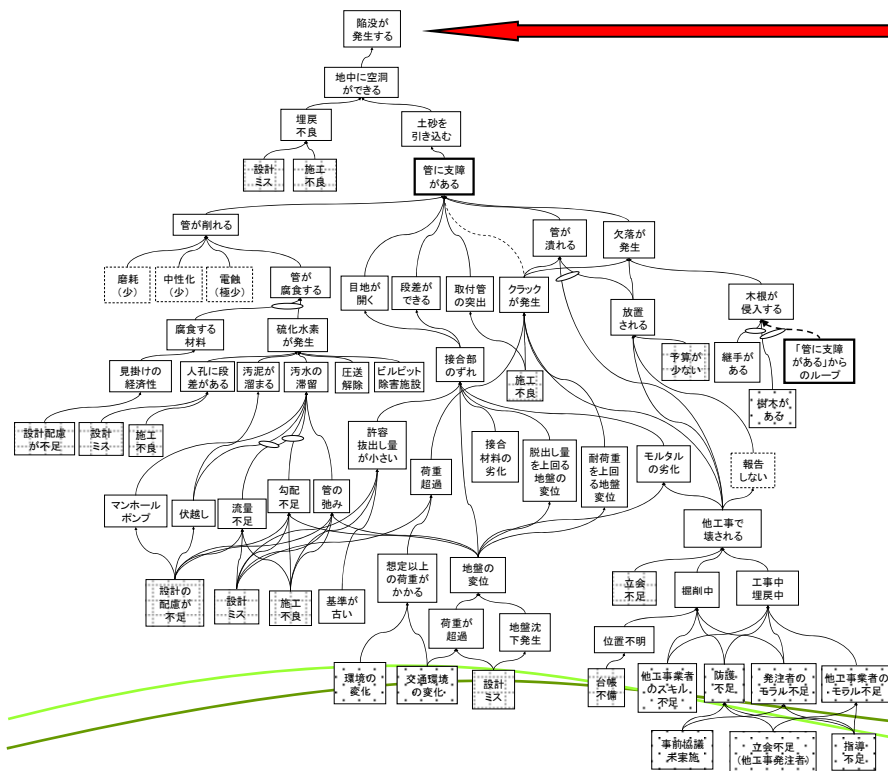 陥没が
発生する
地中に空洞
ができる
埋戻
不良
土砂を
引き込む
設計
ミス
施工
不良
管に支障
がある
管が削れる
管が
潰れる
欠落が
発生
磨耗
(少)
中性化
(少)
電蝕
(極少)
管が
腐食する
目地が
開く
段差が
できる
取付管
の突出
クラック
が発生
放置
される
木根が
侵入する
腐食する
材料
硫化水素
が発生
見掛けの
経済性
人孔に段
差がある
汚泥が
溜まる
汚水の
滞留
圧送
解除
ビルビット
除害施設
接合部
のずれ
施工
不良
予算が
少ない
継手が
ある
「管に支障
がある」から
のループ
樹木が
ある
設計配慮
が不足
設計
ミス
施工
不良
許容
抜出し量
が小さい
荷重
超過
接合
材料の
劣化
脱出し量
を上回る
地盤の
変位
耐荷重
を上回
る地盤
変位
モルタル
の劣化
報告
しない
マンホール
ポンプ
伏越し
流量
不足
勾配
不足
管の
弛み
他工事で
壊される
設計の
配慮が
不足
設計
ミス
施工
不良
基準が
古い
想定以上
の荷重が
かかる
地盤の
変位
立会
不足
掘削中
工事中
埋戻中
荷重が
超過
地盤沈
下発生
位置不明
環境の
変化
交通環境
の変化
設計
ミス
台帳
不備
他工事業者
のスキル
不足
防護
不足
発注者の
モラル不足
他工事業者の
モラル不足
事前協議
未実施
立会不足
(他工事発注者)
指導
不足